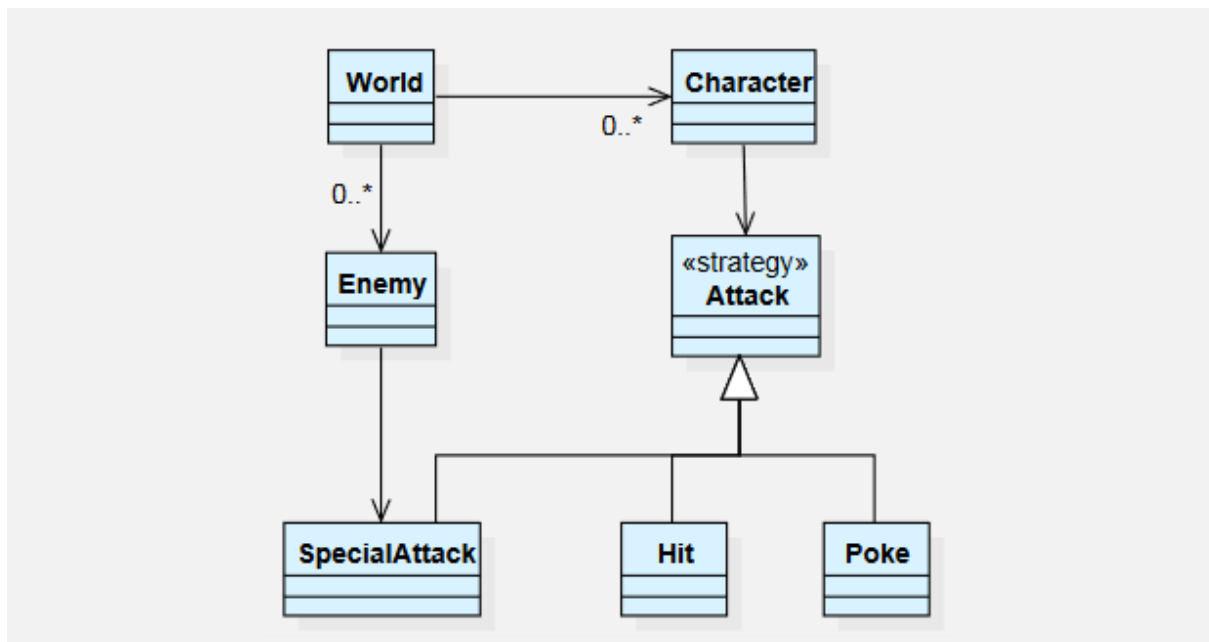 World
Character
0..*
0..*
«strategy»
Attack
Enemy
SpecialAttack
Hit
Poke